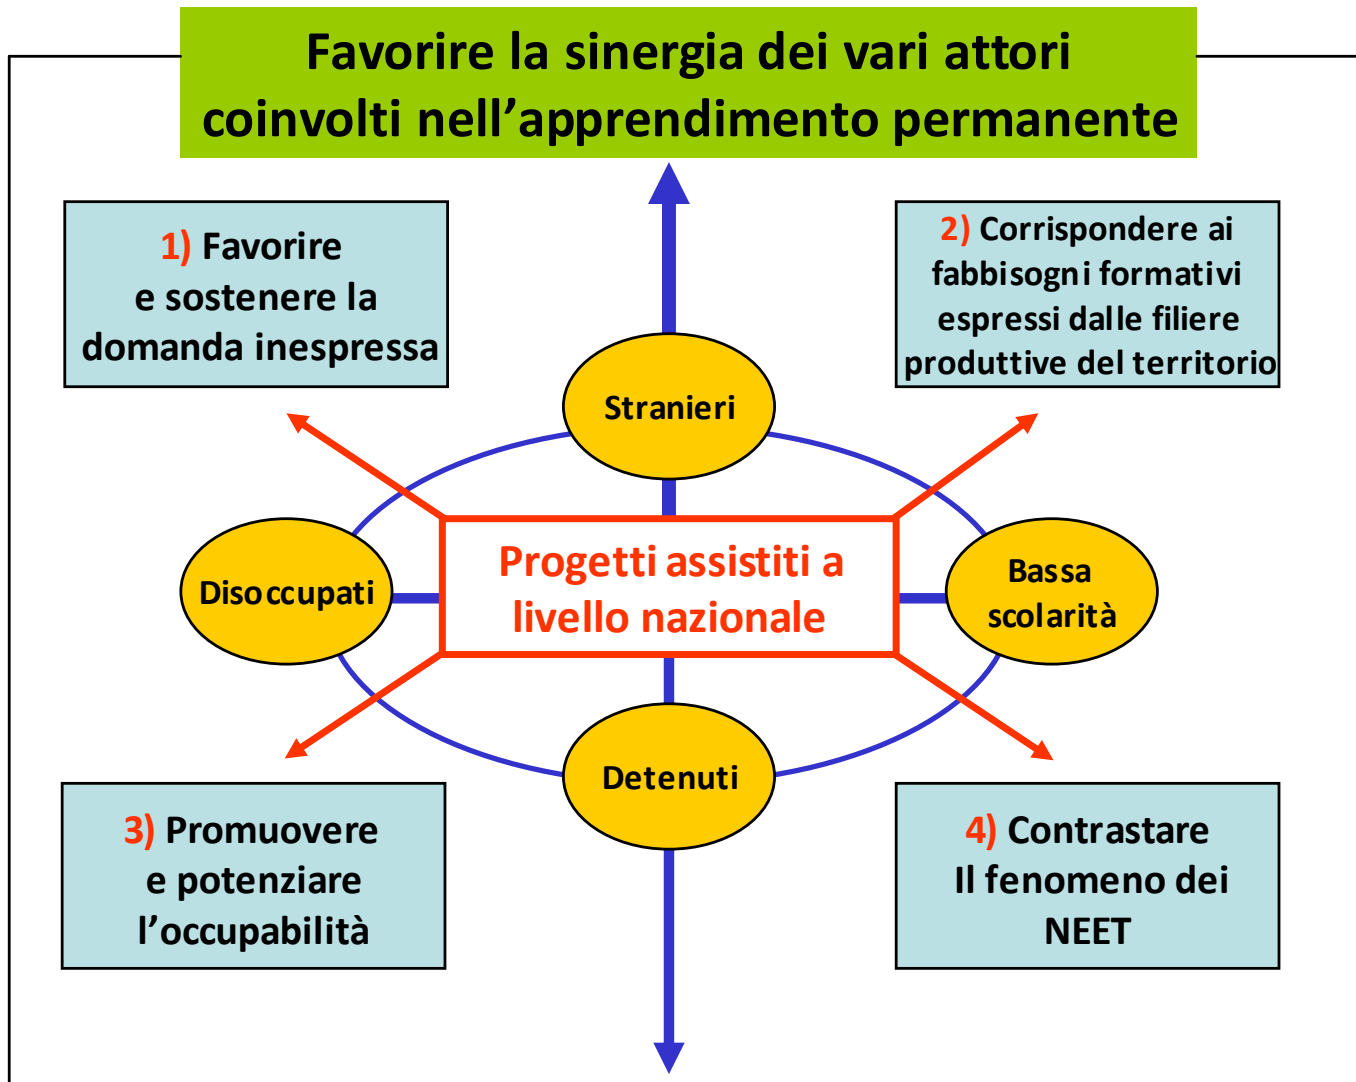 Favorire la sinergia dei vari attori
coinvolti nell’apprendimento permanente
1) Favorire
e sostenere la
domanda inespressa
2) Corrispondere ai
fabbisogni formativi
espressi dalle filiere
produttive del territorio
Stranieri
Disoccupati
Progetti assistiti a
livello nazionale
Bassa
scolarità
Detenuti
3) Promuovere
e potenziare
l’occupabilità
4) Contrastare
Il fenomeno dei
NEET